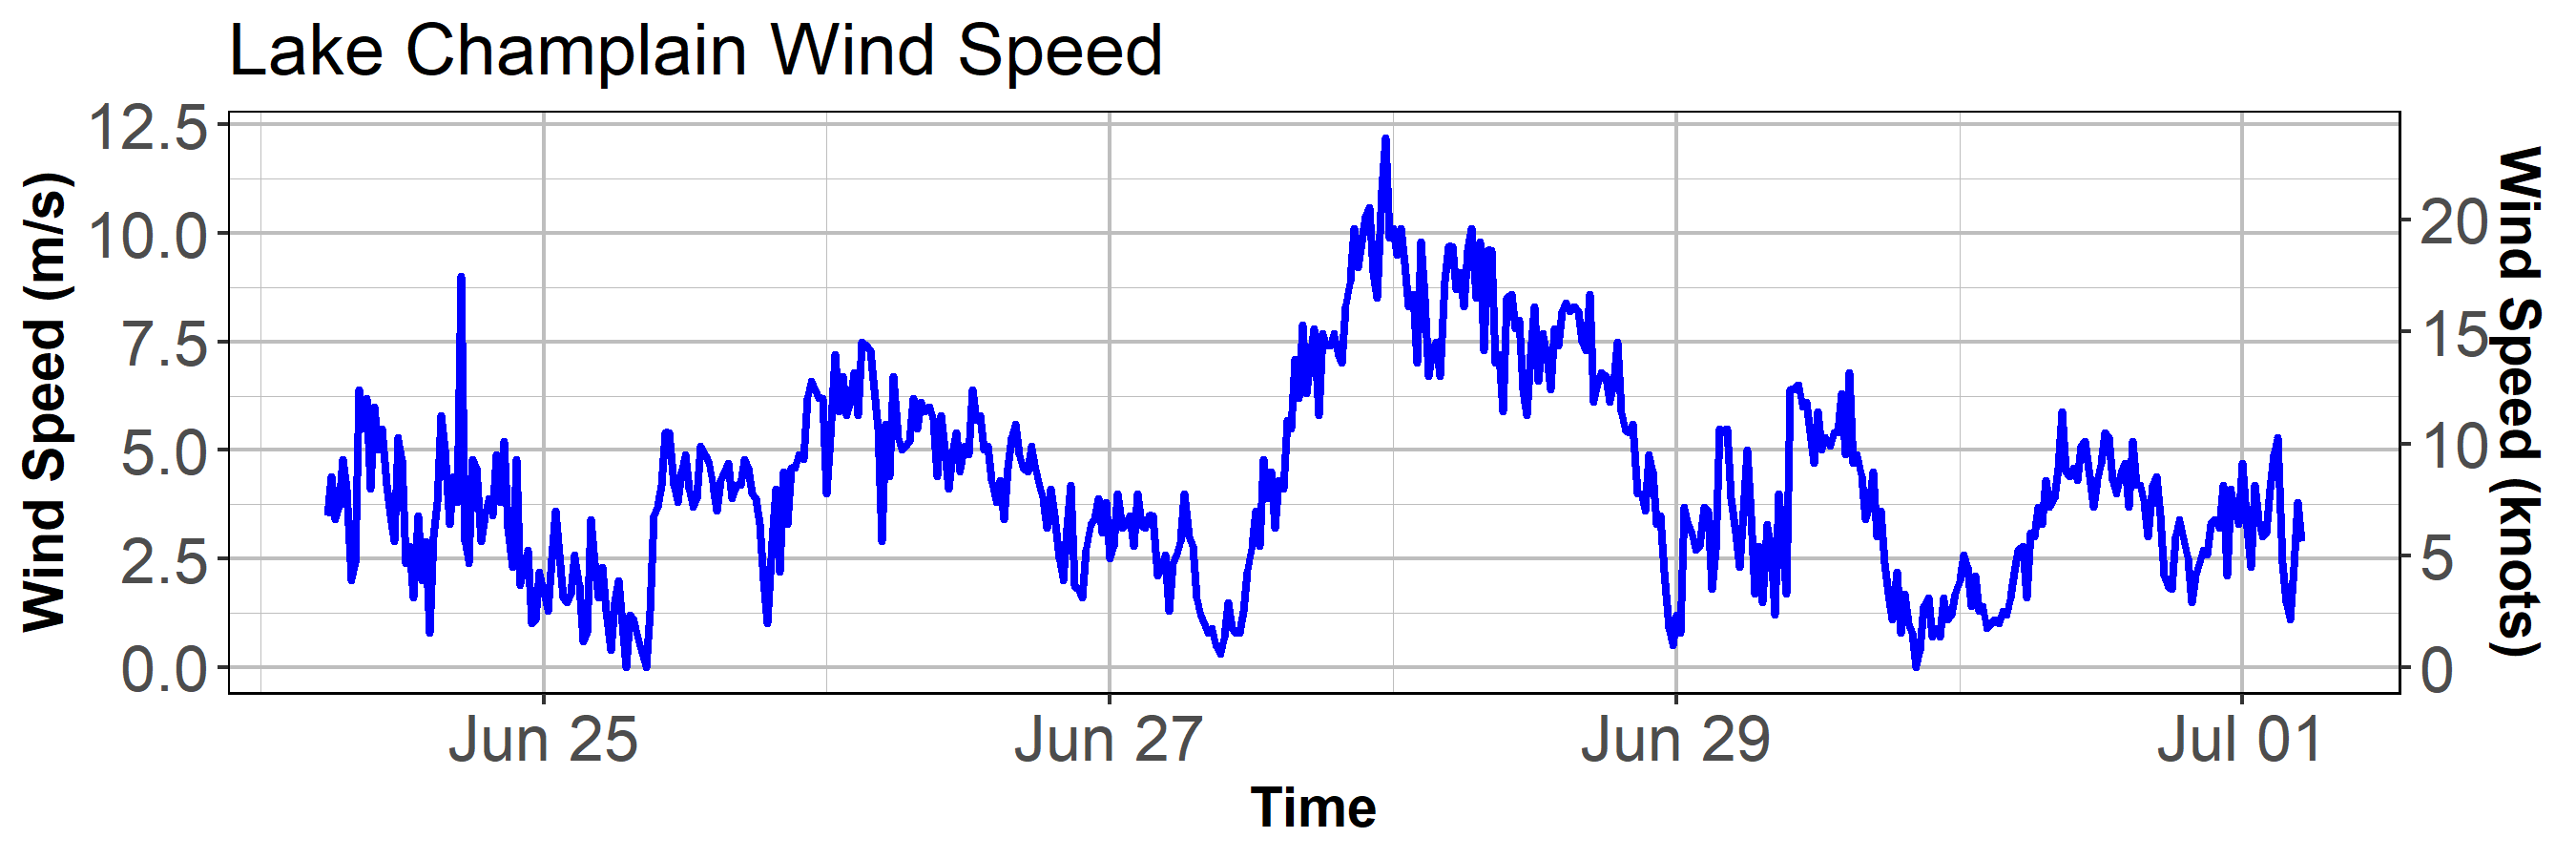 Lake Champlain Wind Speed
Wind Speed (m/s)
12.5
10.0
7.5
5.0
2.5
0.0
20
15
10
5
0
Wind Speed (knots)
Jun 25 Jun 27 Jun 29 Jul 01
Time